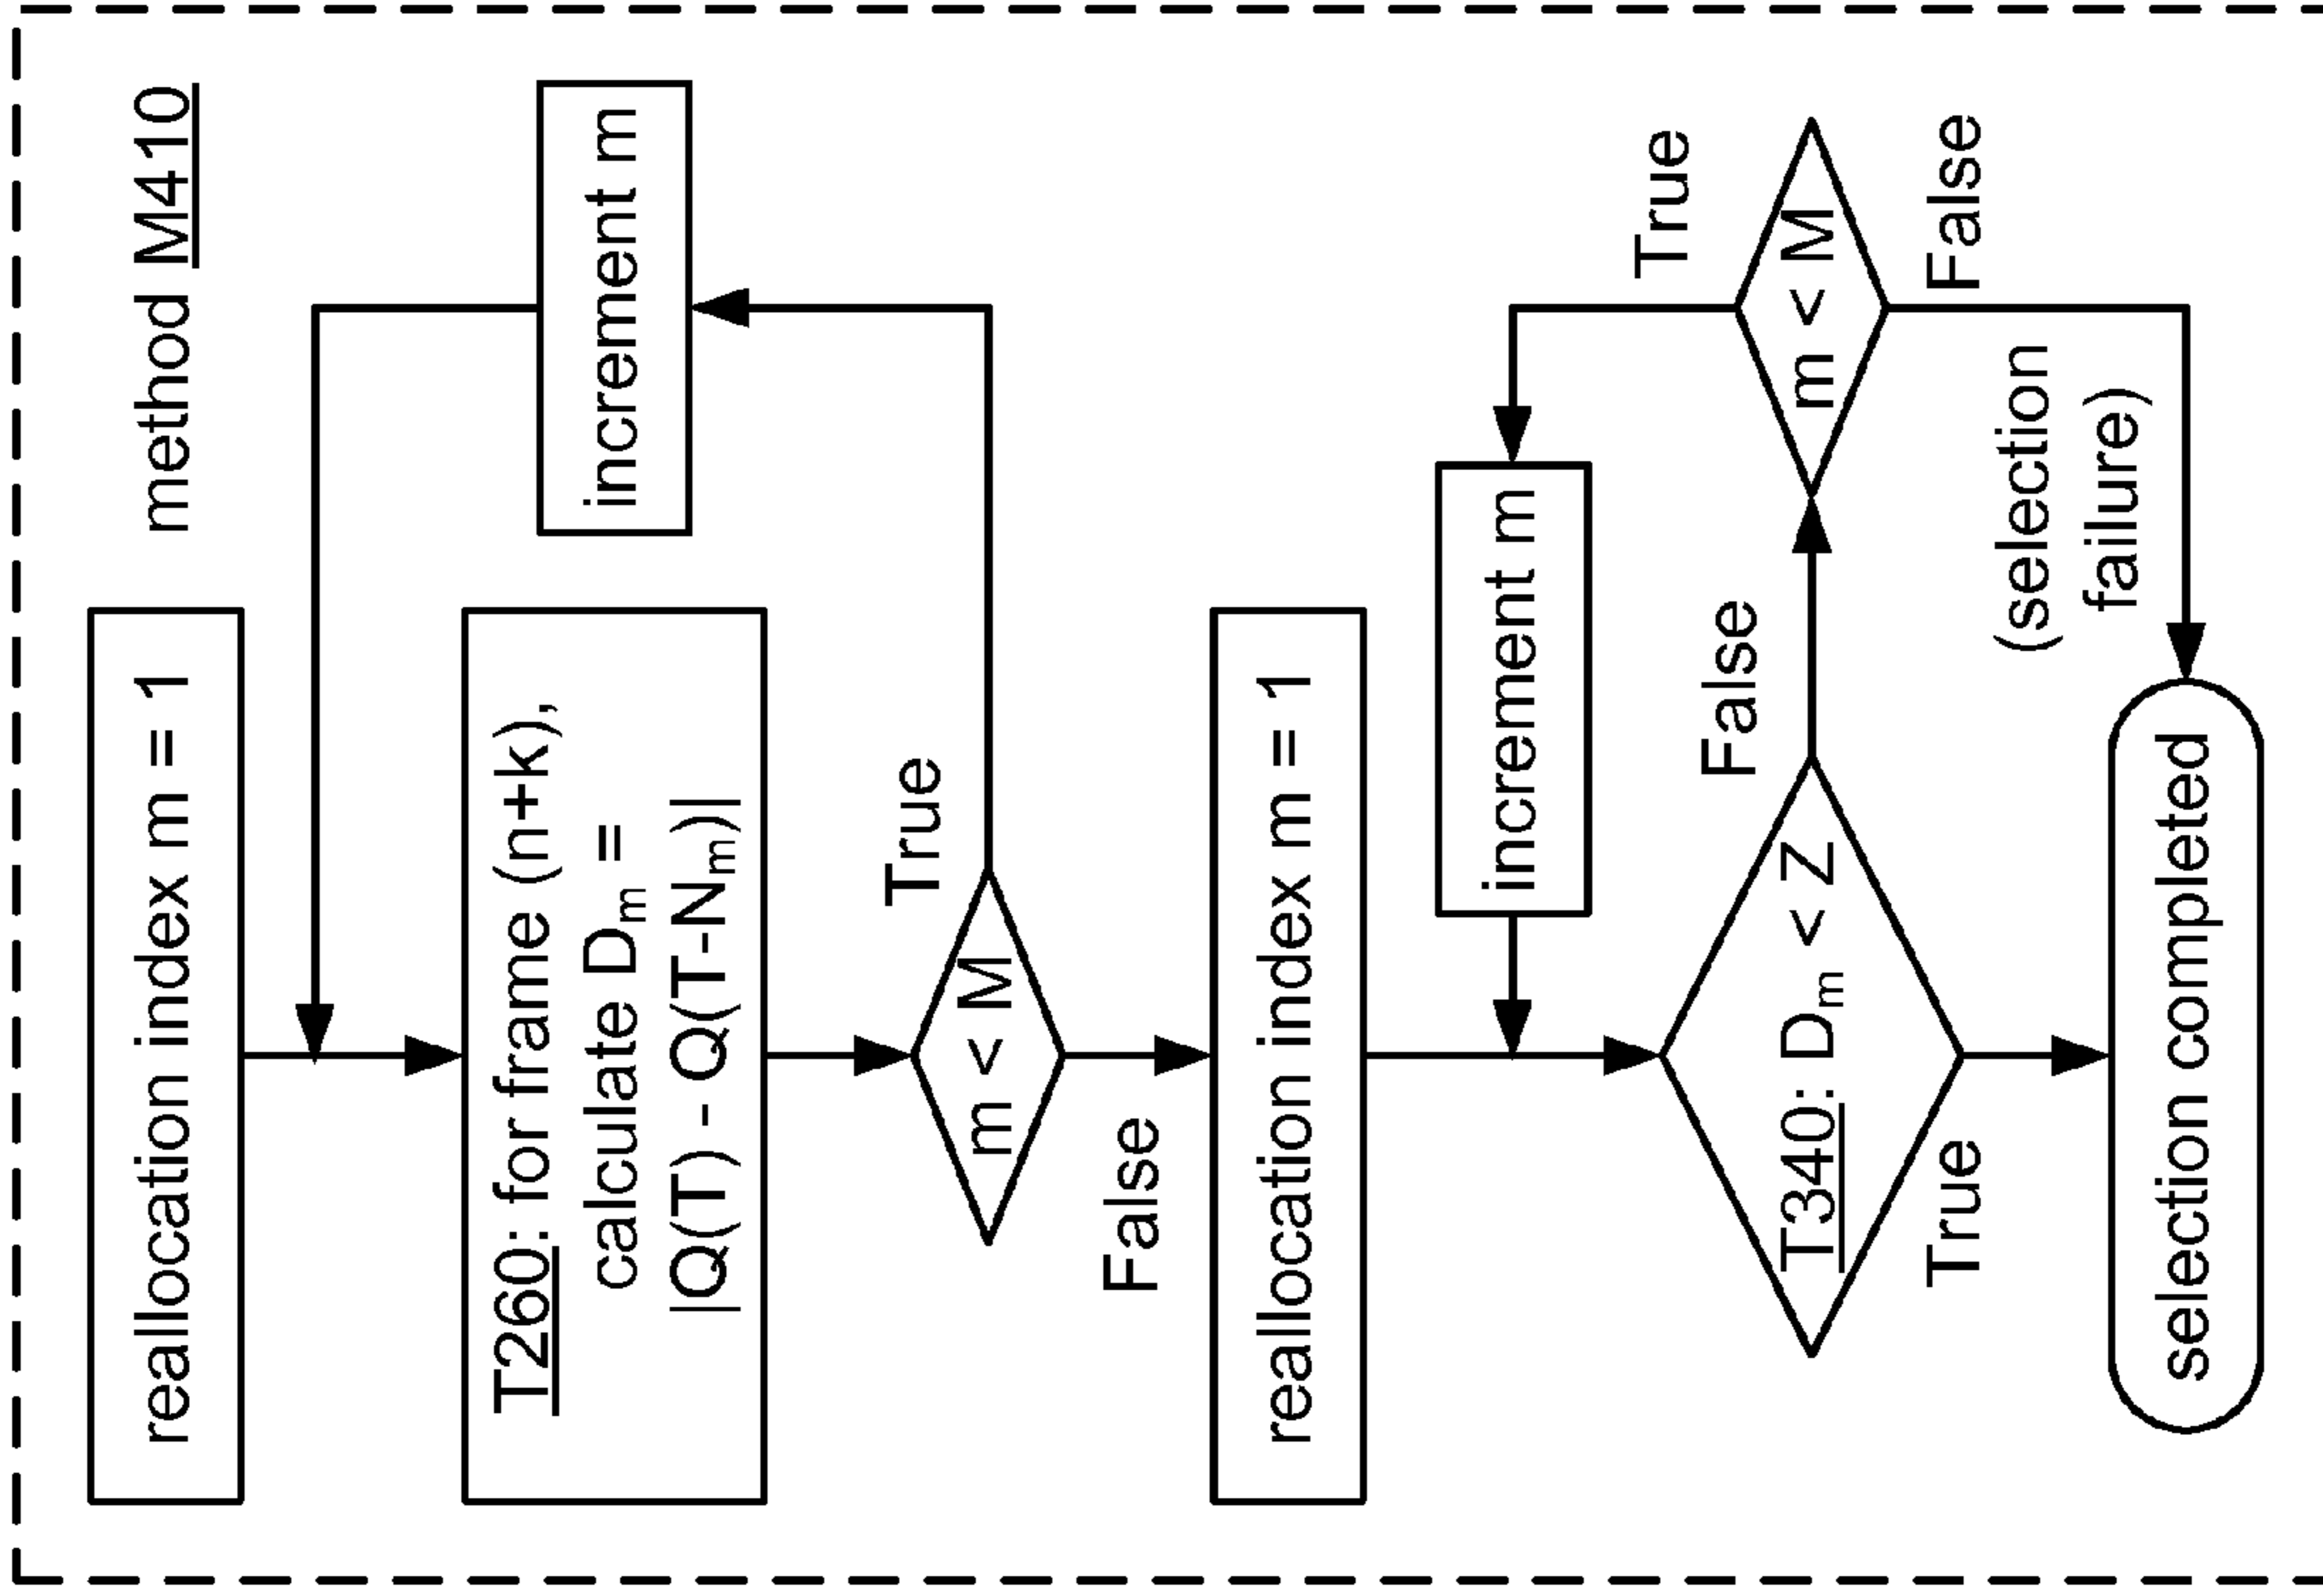 method M410
reallocation index m = 1
T260: for frame (n+k),
calculate Dm =
|Q(T) - Q(T-Nm)|
increment m
m < M
True
False
reallocation index m = 1
increment m
T340: Dm < Z
False
True
m < M
True
False
(selection
failure)
selection completed